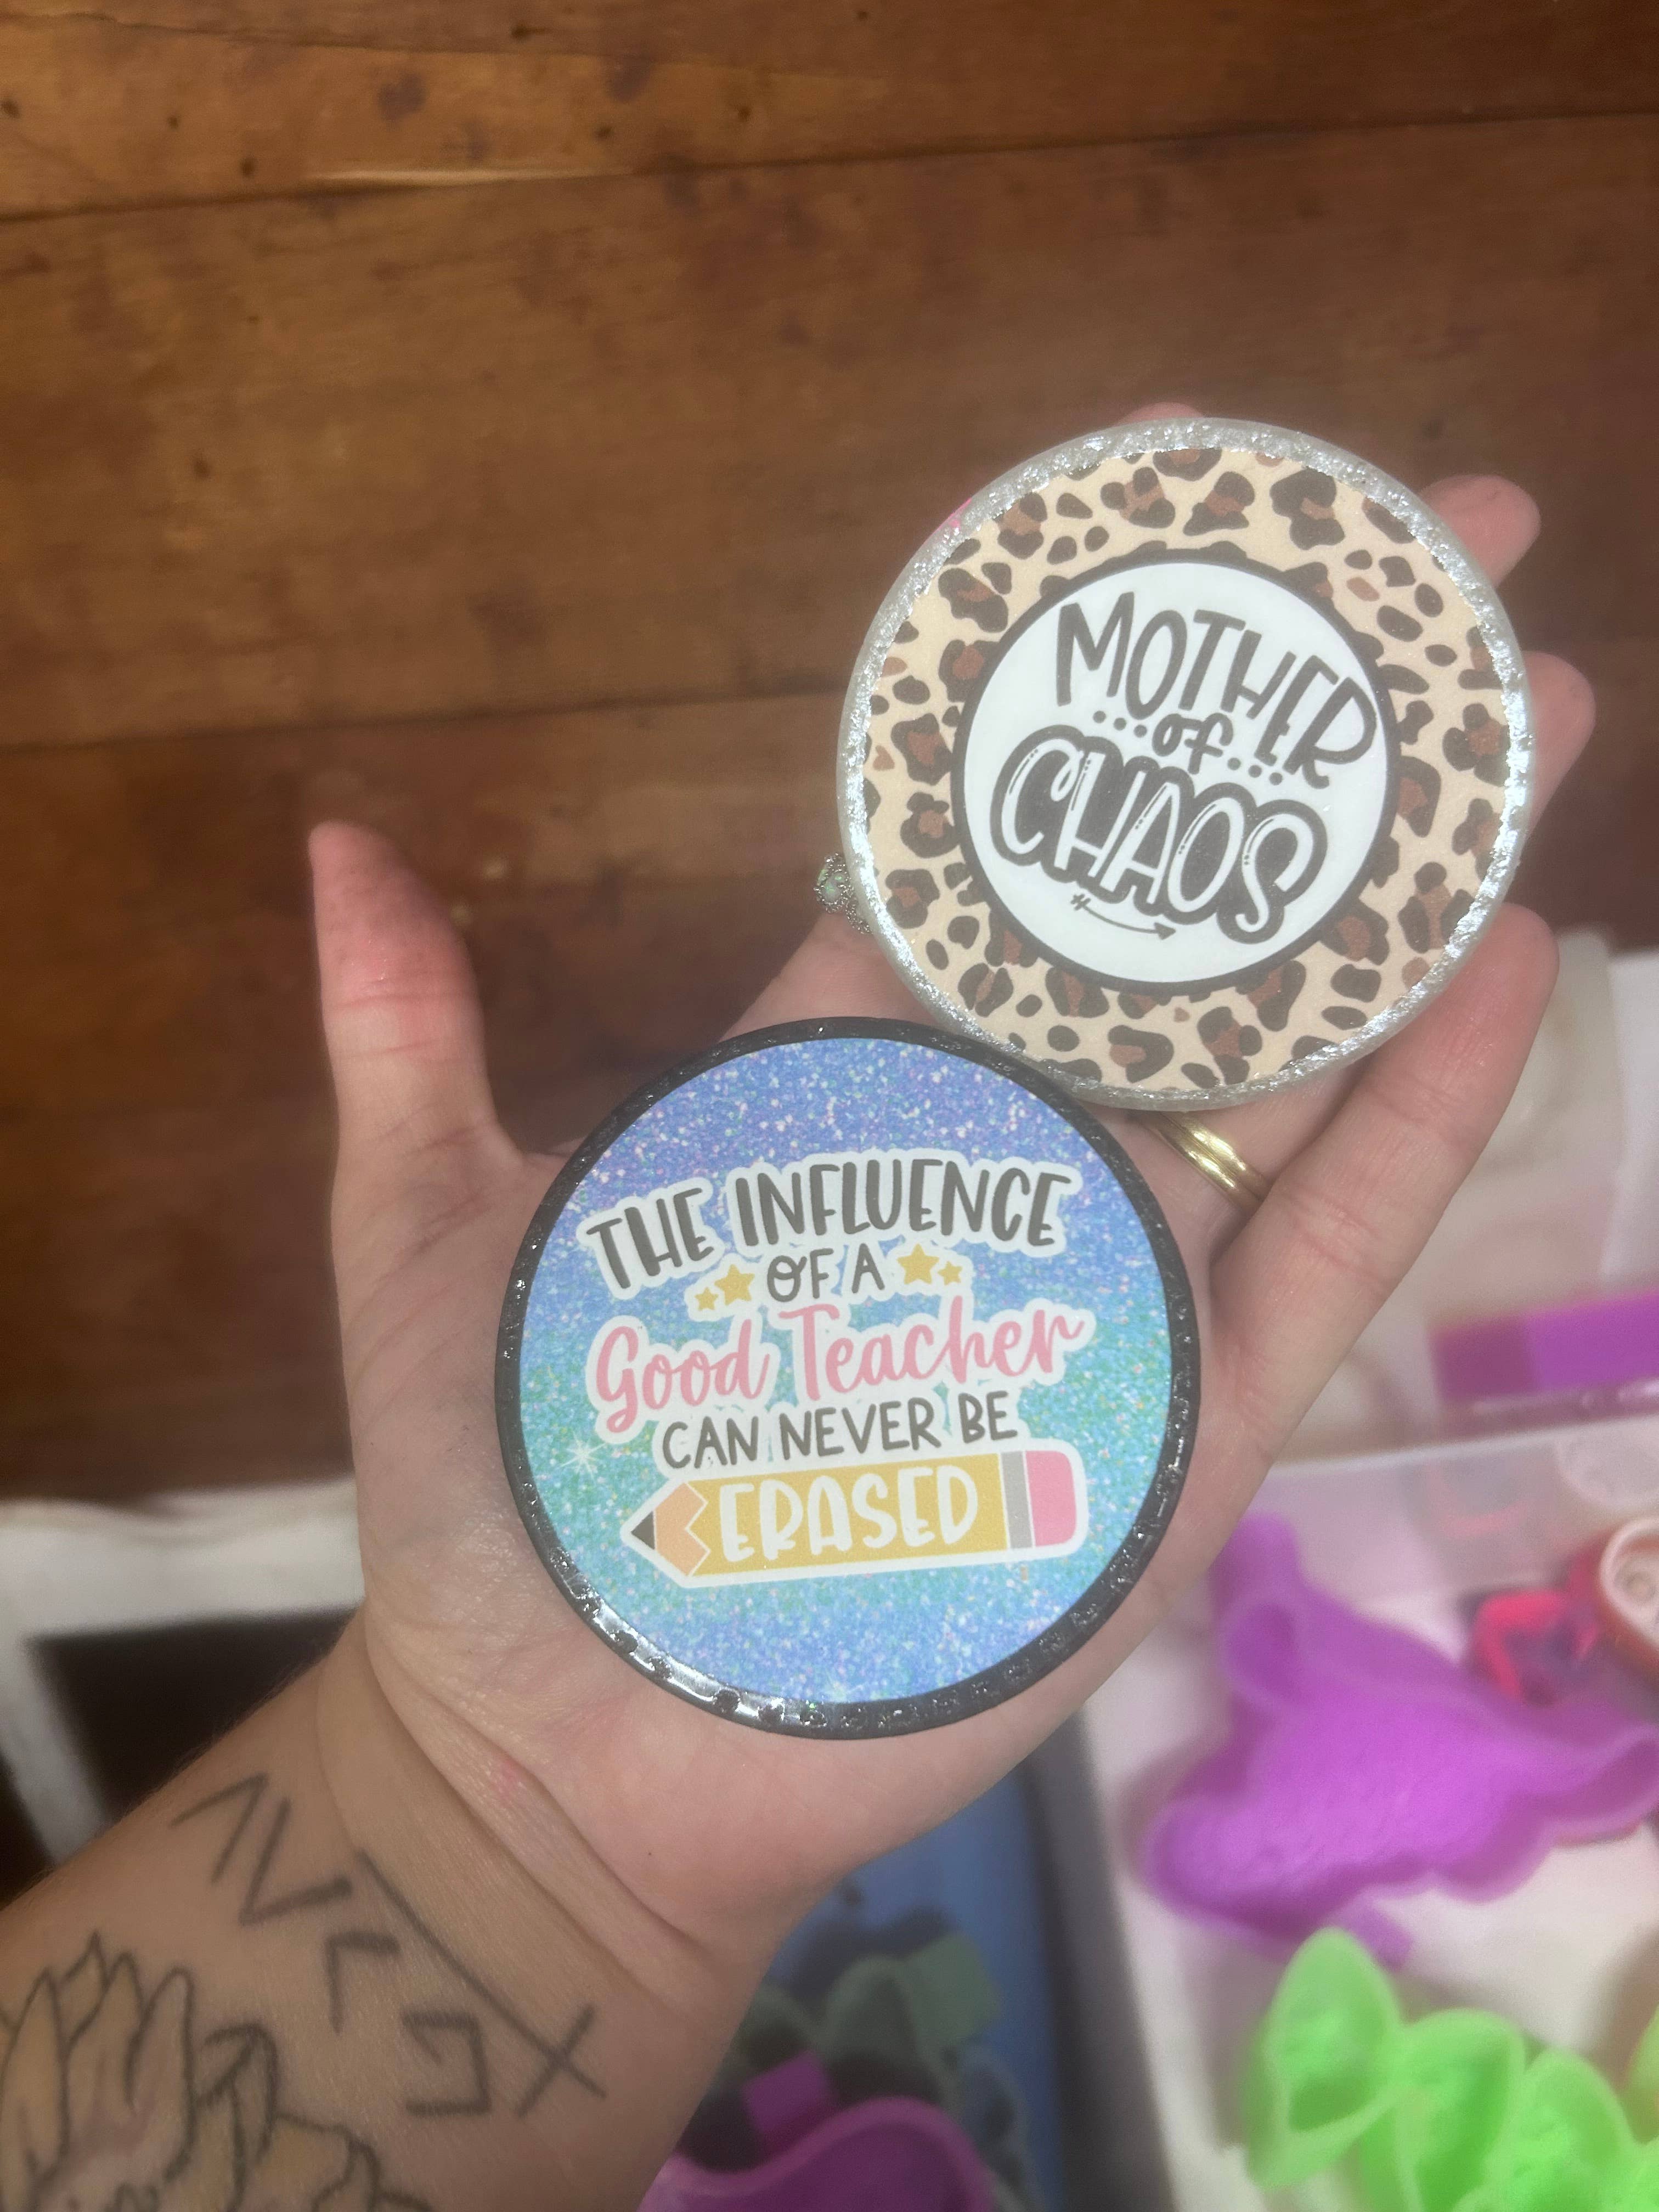 MOTHER
...of...
CHAOS
THE INFLUENCE
OF A
Good Teacher
CAN NEVER BE
ERASED